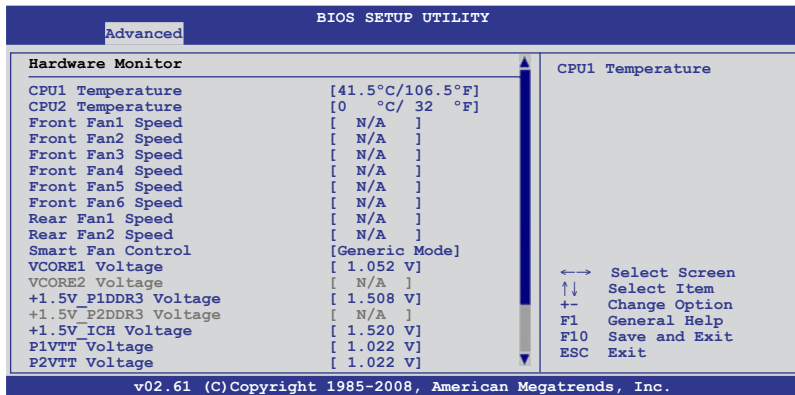 BIOS SETUP UTILITY
Advanced
Hardware Monitor
CPU1 Temperature [41.5°C/106.5°F]
CPU2 Temperature [0 °C/ 32 °F]
Front Fan1 Speed [ N/A ]
Front Fan2 Speed [ N/A ]
Front Fan3 Speed [ N/A ]
Front Fan4 Speed [ N/A ]
Front Fan5 Speed [ N/A ]
Front Fan6 Speed [ N/A ]
Rear Fan1 Speed [ N/A ]
Rear Fan2 Speed [ N/A ]
Smart Fan Control [Generic Mode]
VCORE1 Voltage [ 1.052 V]
VCORE2 Voltage [ N/A ]
+1.5V_P1DDR3 Voltage [ 1.508 V]
+1.5V_P2DDR3 Voltage [ N/A ]
+1.5V_ICH Voltage [ 1.520 V]
P1VTT Voltage [ 1.022 V]
P2VTT Voltage [ 1.022 V]
CPU1 Temperature
←→ Select Screen
↑↓ Select Item
+- Change Option
F1 General Help
F10 Save and Exit
ESC Exit
v02.61 (C)Copyright 1985-2008, American Megatrends, Inc.